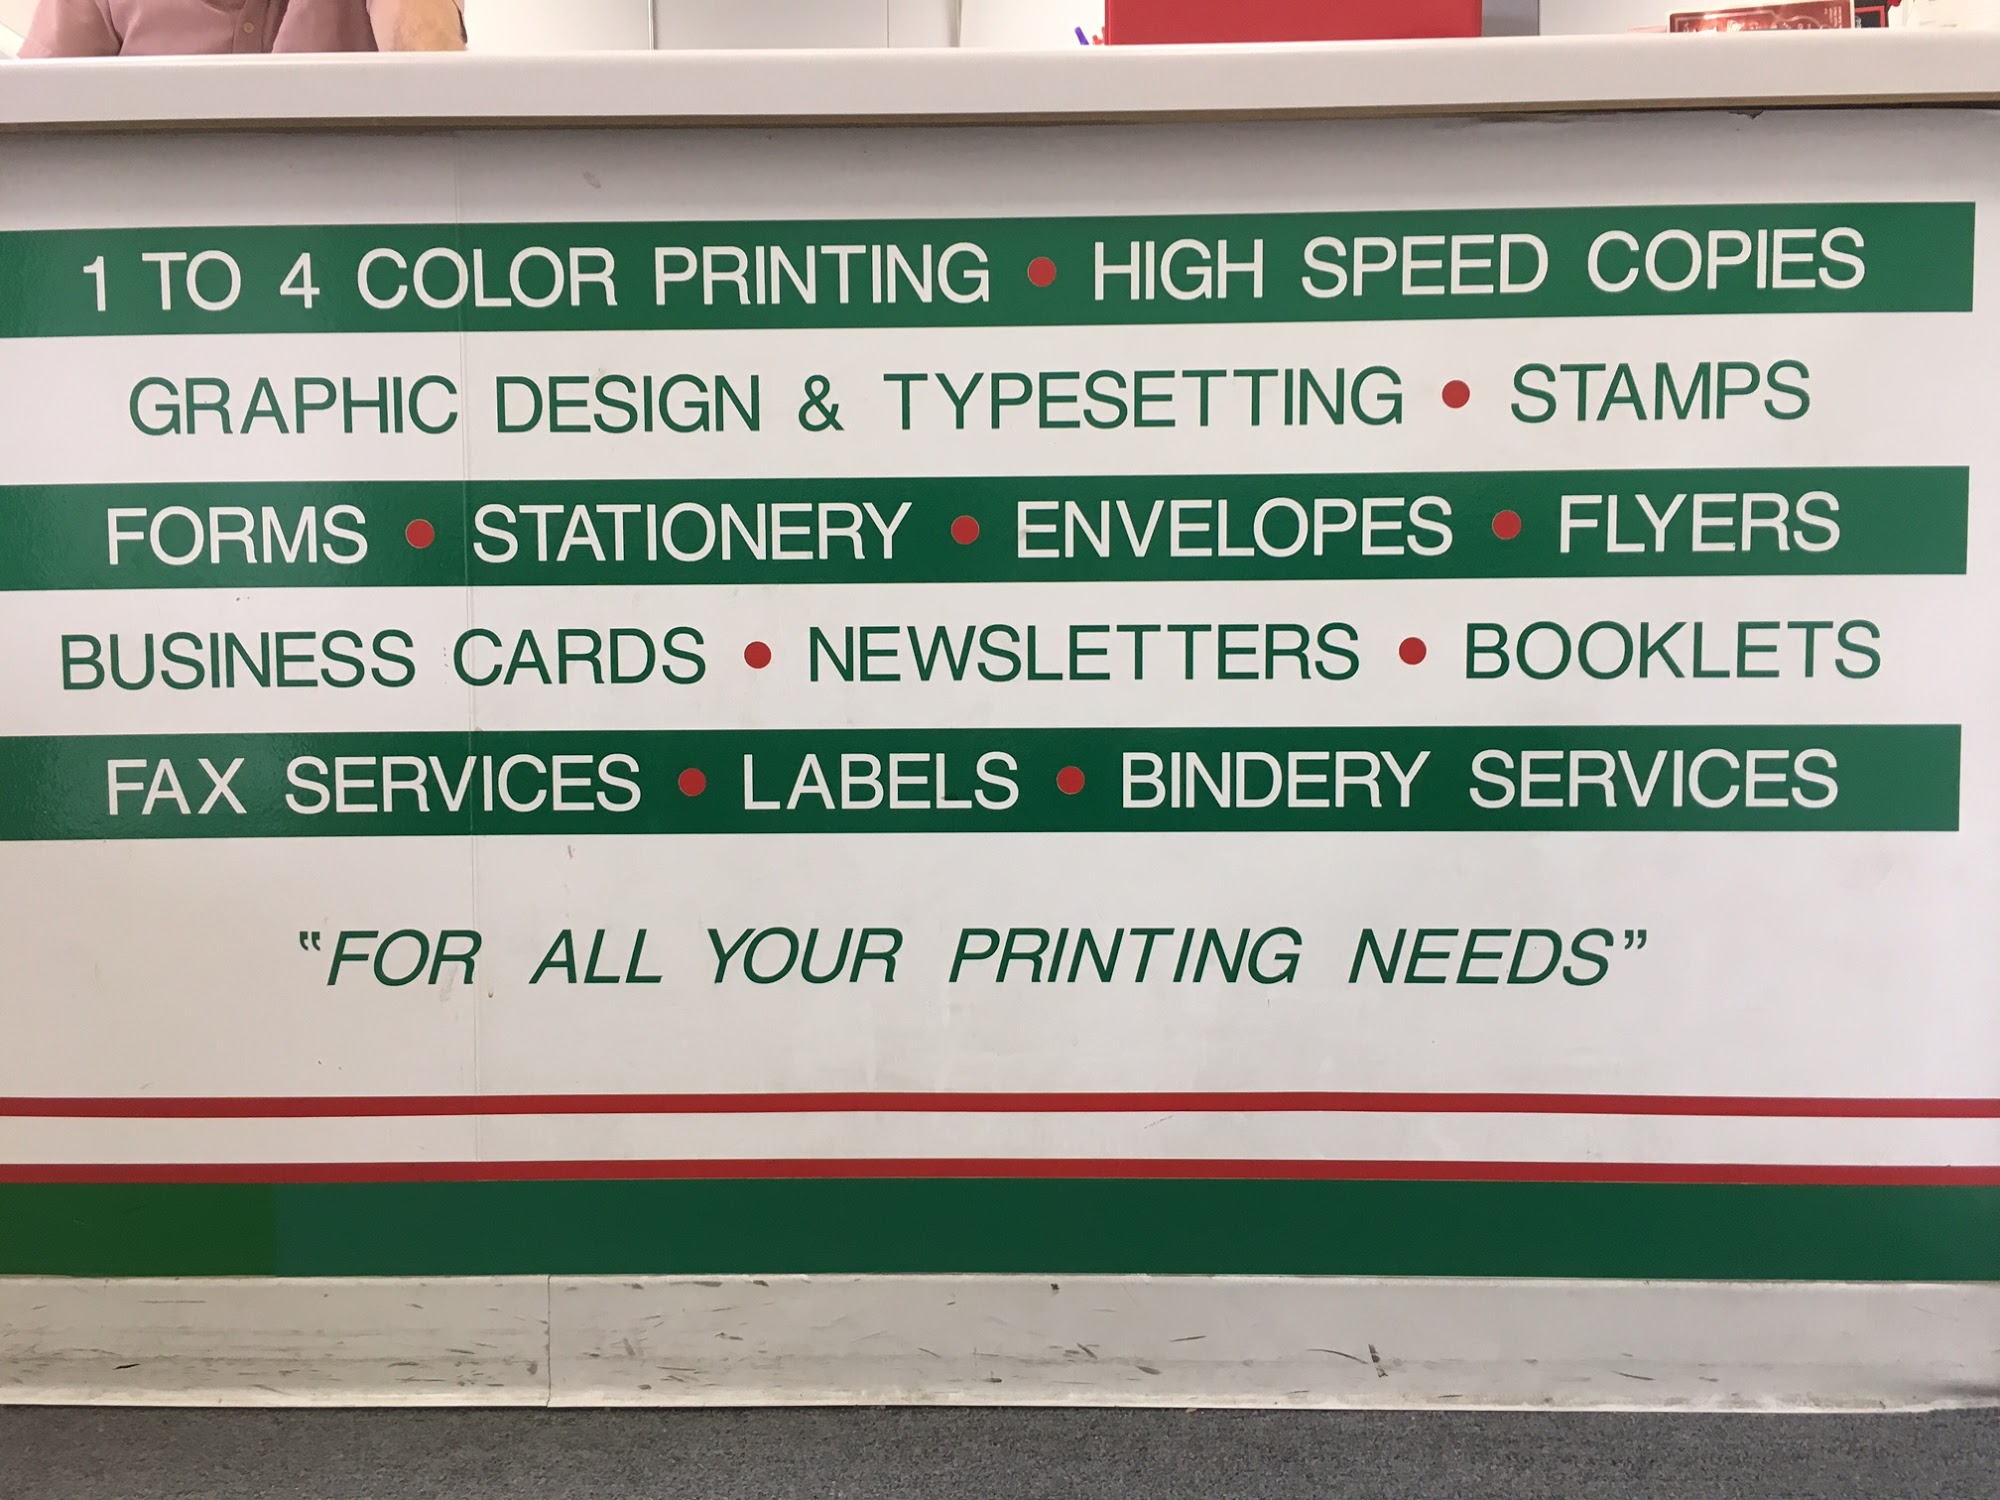 1 TO 4 COLOR PRINTING • HIGH SPEED COPIES
GRAPHIC DESIGN & TYPESETTING • STAMPS
FORMS • STATIONERY • ENVELOPES • FLYERS
BUSINESS CARDS • NEWSLETTERS • BOOKLETS
FAX SERVICES • LABELS • BINDERY SERVICES
“FOR ALL YOUR PRINTING NEEDS”